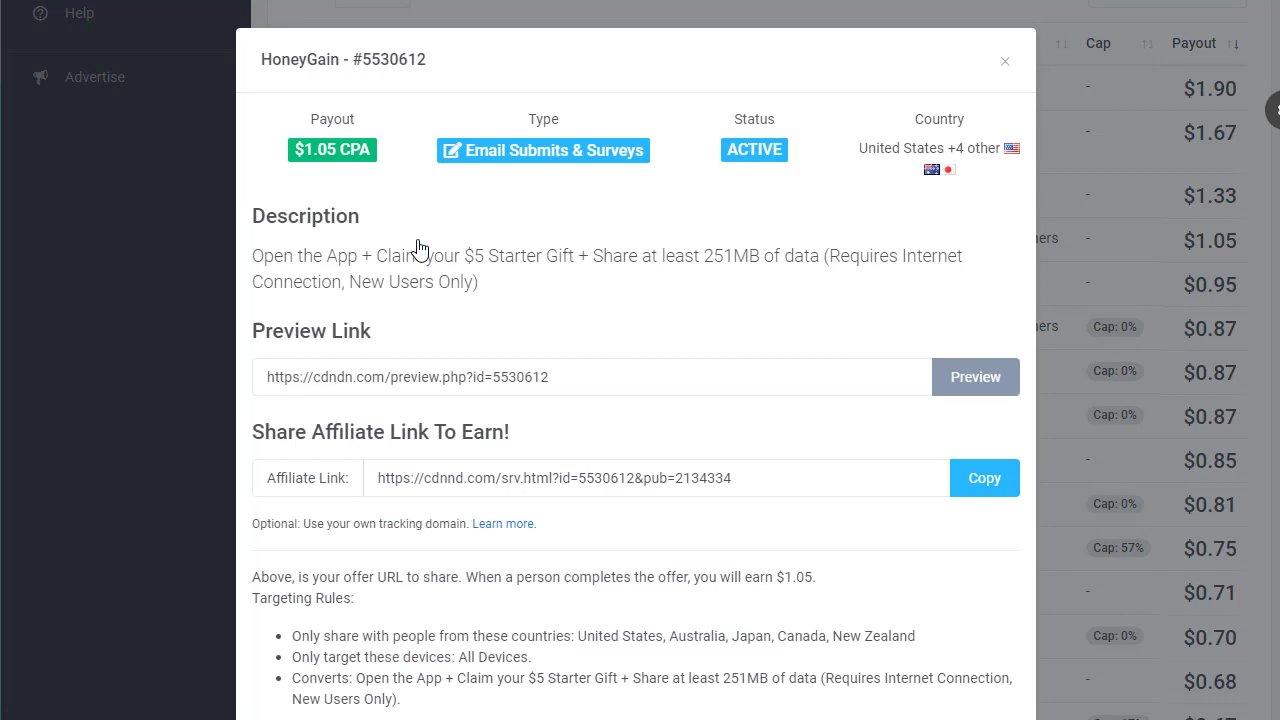 Help
Advertise
HoneyGain - #5530612
×
Payout
Type
Status
Country
$1.05 CPA
Email Submits & Surveys
ACTIVE
United States +4 other
Description
Open the App + Claim your $5 Starter Gift + Share at least 251MB of data (Requires Internet
Connection, New Users Only)
Preview Link
https://cdndn.com/preview.php?id=5530612
Preview
Share Affiliate Link To Earn!
Affiliate Link:
https://cdnnd.com/srv.html?id=5530612&pub=2134334
Copy
Optional: Use your own tracking domain. Learn more.
Above, is your offer URL to share. When a person completes the offer, you will earn $1.05.
Targeting Rules:
• Only share with people from these countries: United States, Australia, Japan, Canada, New Zealand
• Only target these devices: All Devices.
• Converts: Open the App + Claim your $5 Starter Gift + Share at least 251MB of data (Requires Internet Connection,
New Users Only).
Cap
Payout
- $1.90
- $1.67
- $1.33
ers - $1.05
- $0.95
ers Cap: 0% $0.87
Cap: 0% $0.87
Cap: 0% $0.87
- $0.85
Cap: 0% $0.81
Cap: 57% $0.75
- $0.71
Cap: 0% $0.70
- $0.68